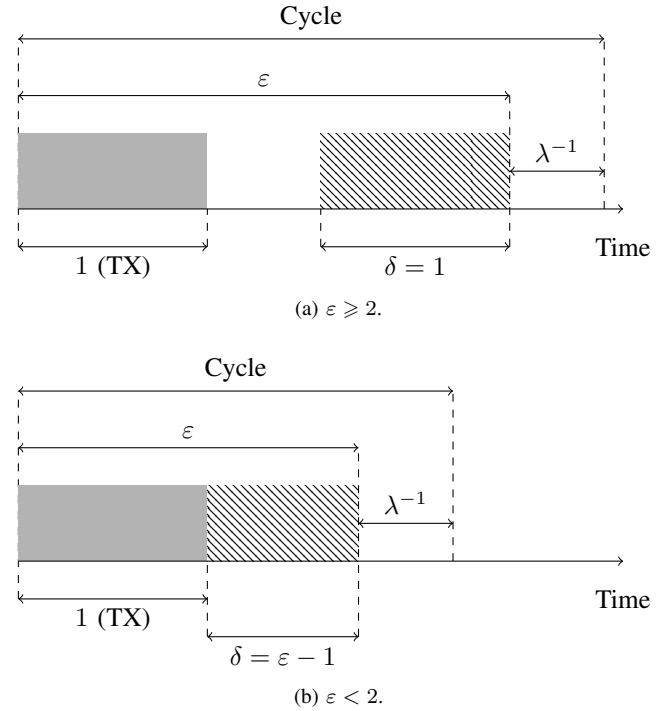 Cycle
ε
λ⁻¹
Time
1 (TX)
δ = 1
(a) ε ⩾ 2.
Cycle
ε
λ⁻¹
Time
1 (TX)
δ = ε − 1
(b) ε < 2.